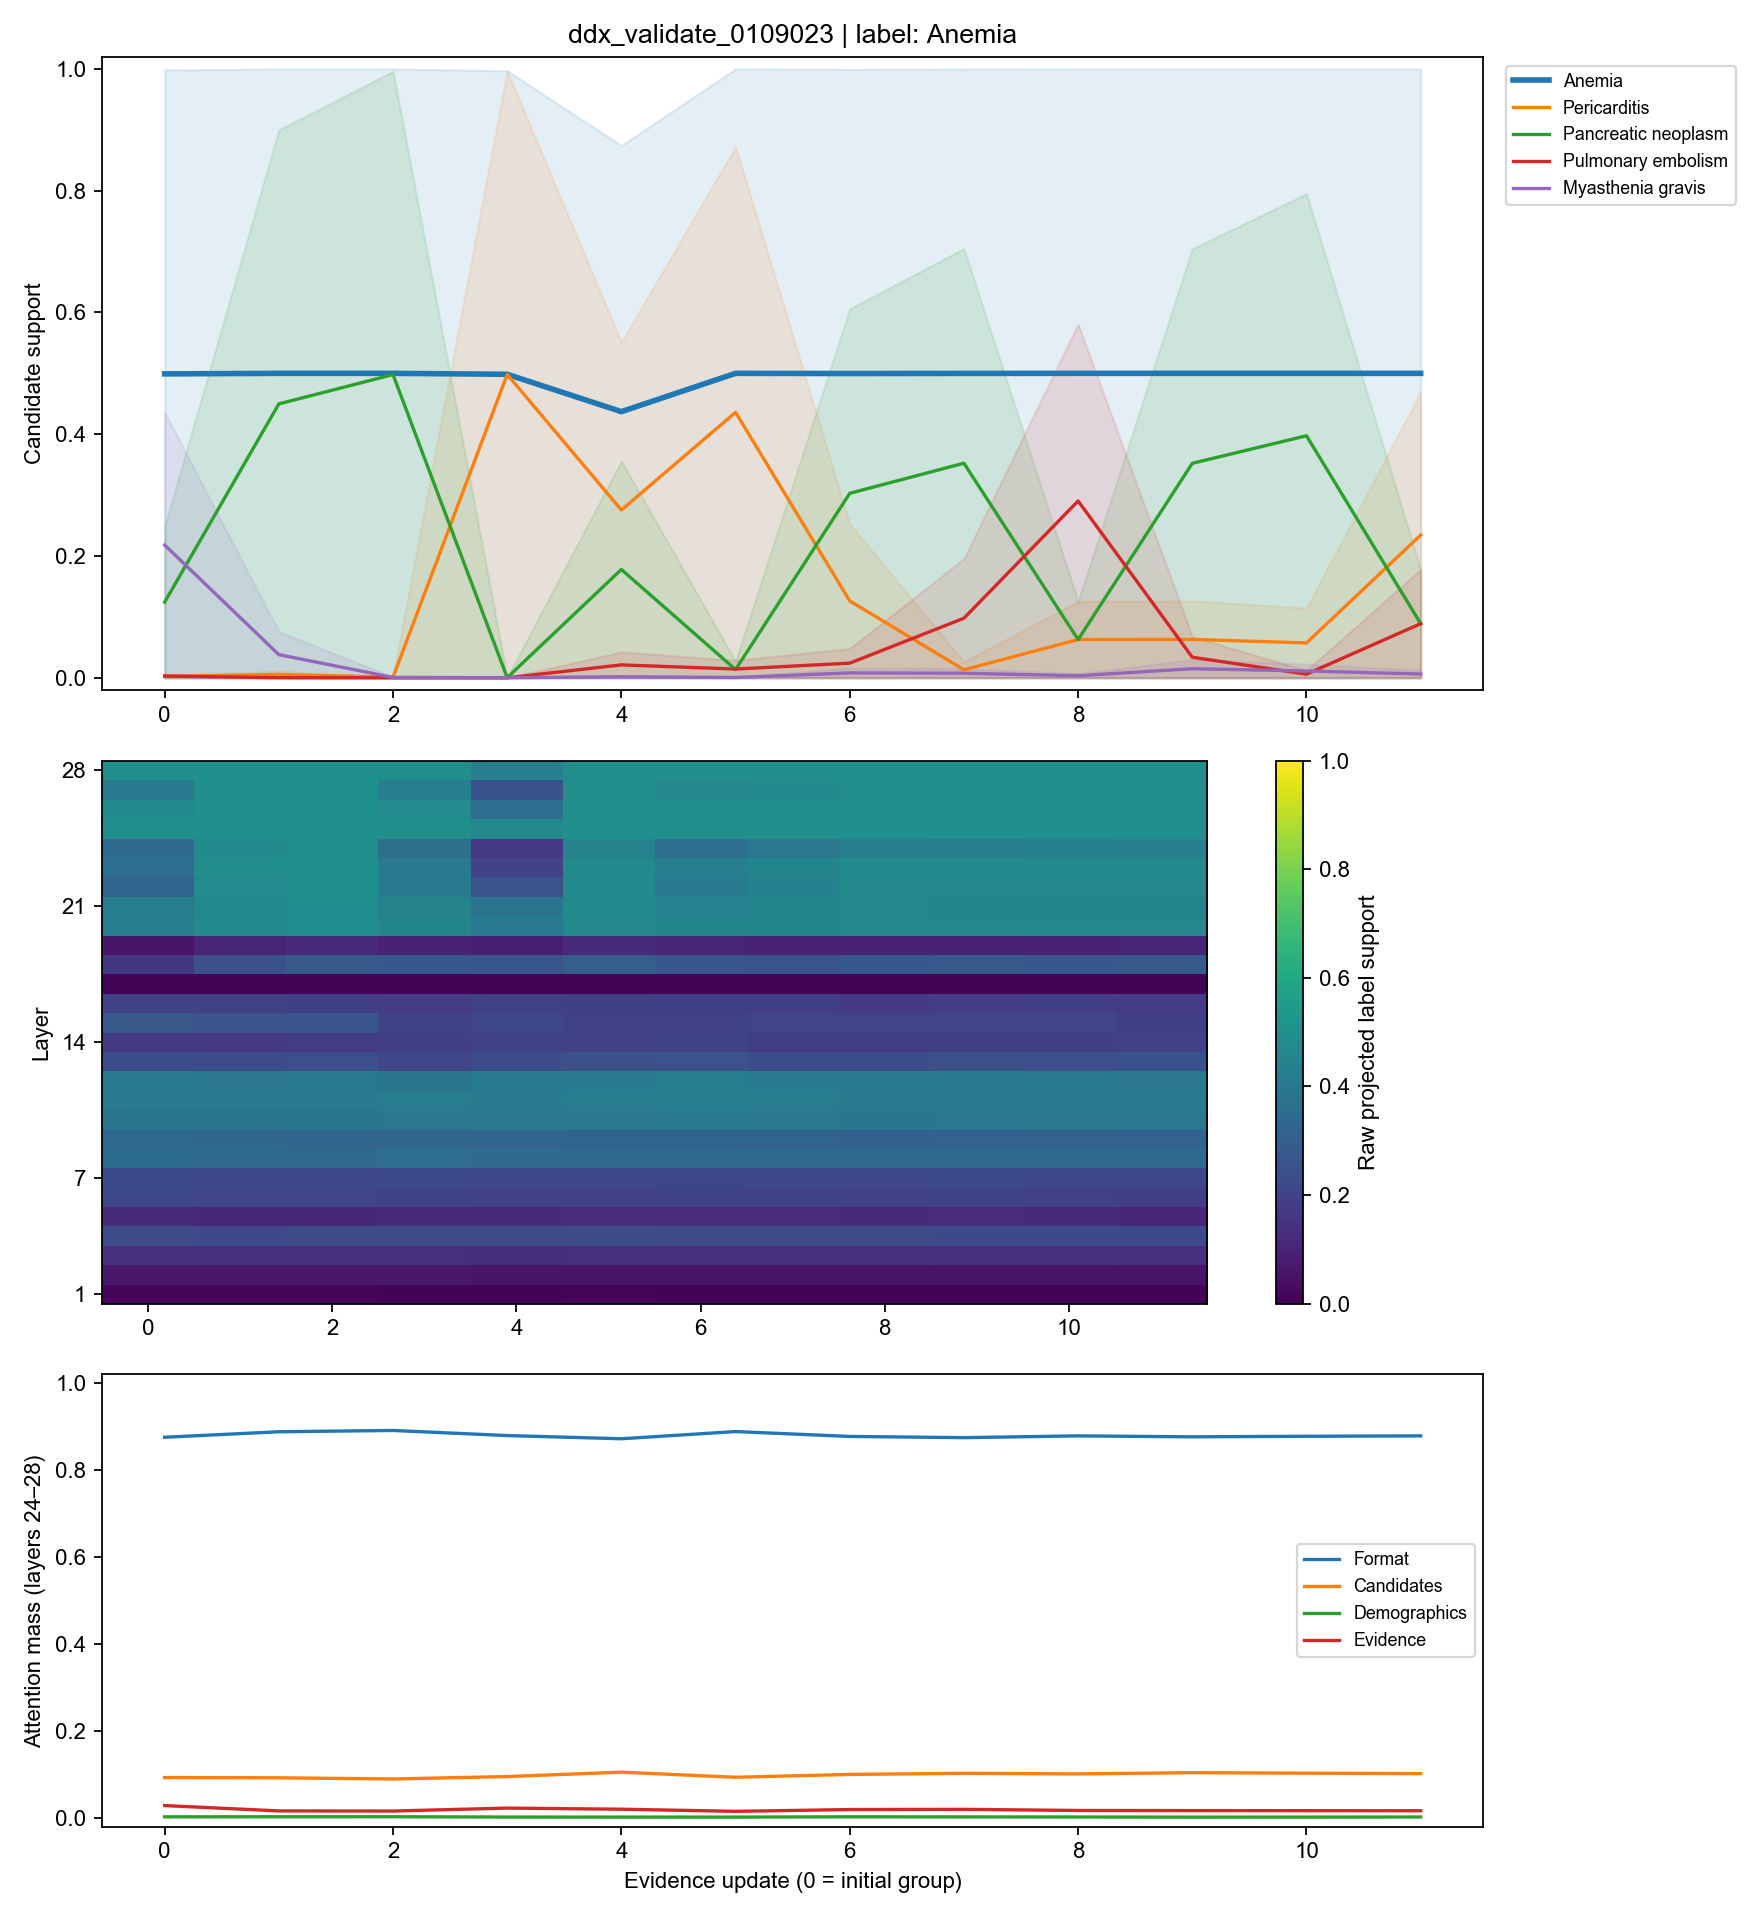 ddx_validate_0109023 | label: Anemia
Candidate support
1.0
0.8
0.6
0.4
0.2
0.0
0 2 4 6 8 10
Anemia
Pericarditis
Pancreatic neoplasm
Pulmonary embolism
Myasthenia gravis
Layer
28
21
14
7
1
0 2 4 6 8 10
1.0
0.8
0.6
0.4
0.2
0.0
Raw projected label support
Attention mass (layers 24–28)
1.0
0.8
0.6
0.4
0.2
0.0
Format
Candidates
Demographics
Evidence
0 2 4 6 8 10
Evidence update (0 = initial group)